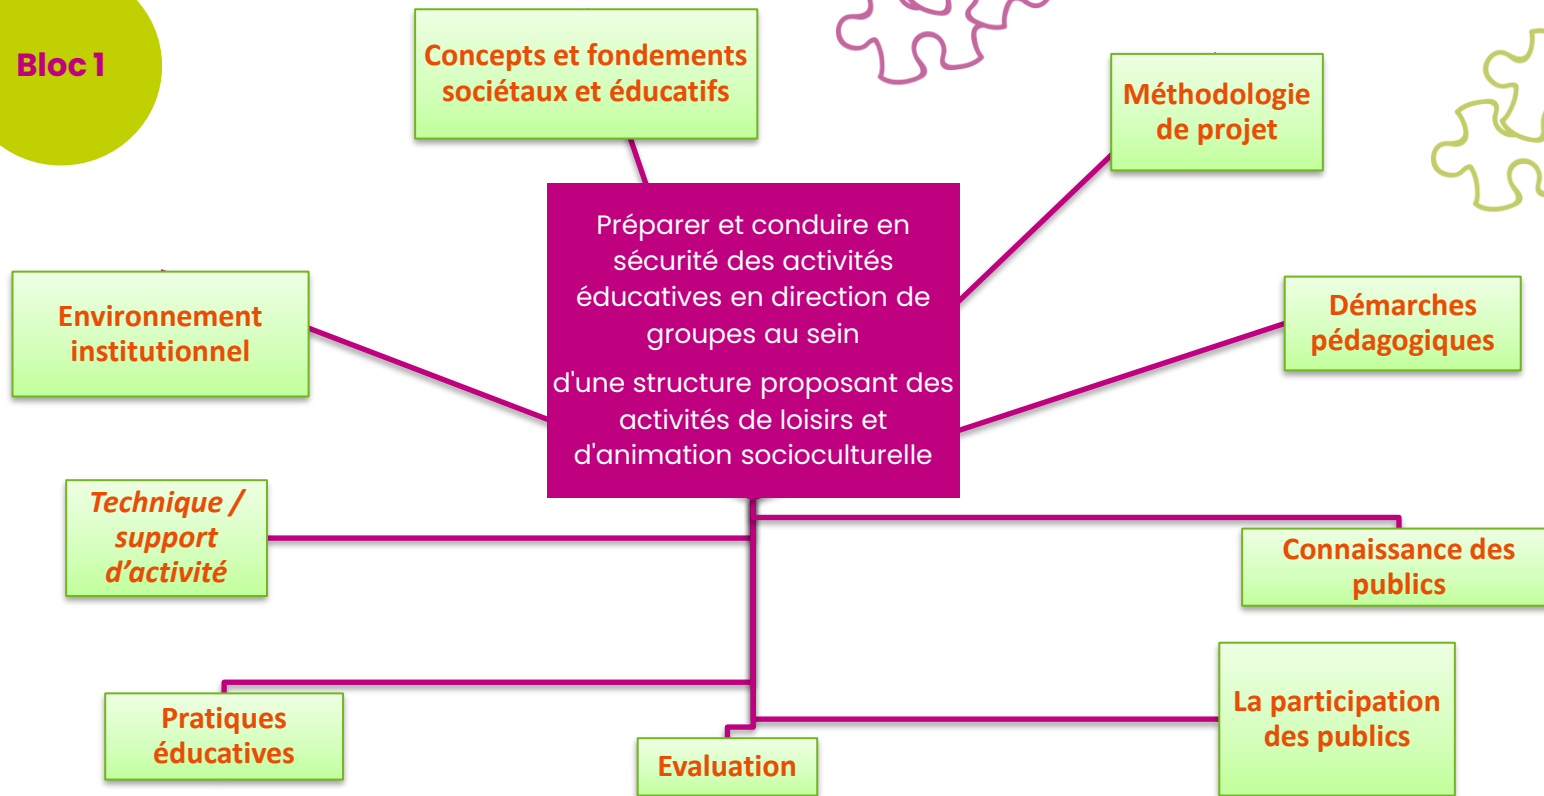 Bloc 1
Concepts et fondements
sociétaux et éducatifs
Méthodologie
de projet
Préparer et conduire en
sécurité des activités
éducatives en direction de
groupes au sein
d'une structure proposant des
activités de loisirs et
d'animation socioculturelle
Environnement
institutionnel
Démarches
pédagogiques
Technique /
support
d’activité
Connaissance des
publics
Pratiques
éducatives
Evaluation
La participation
des publics